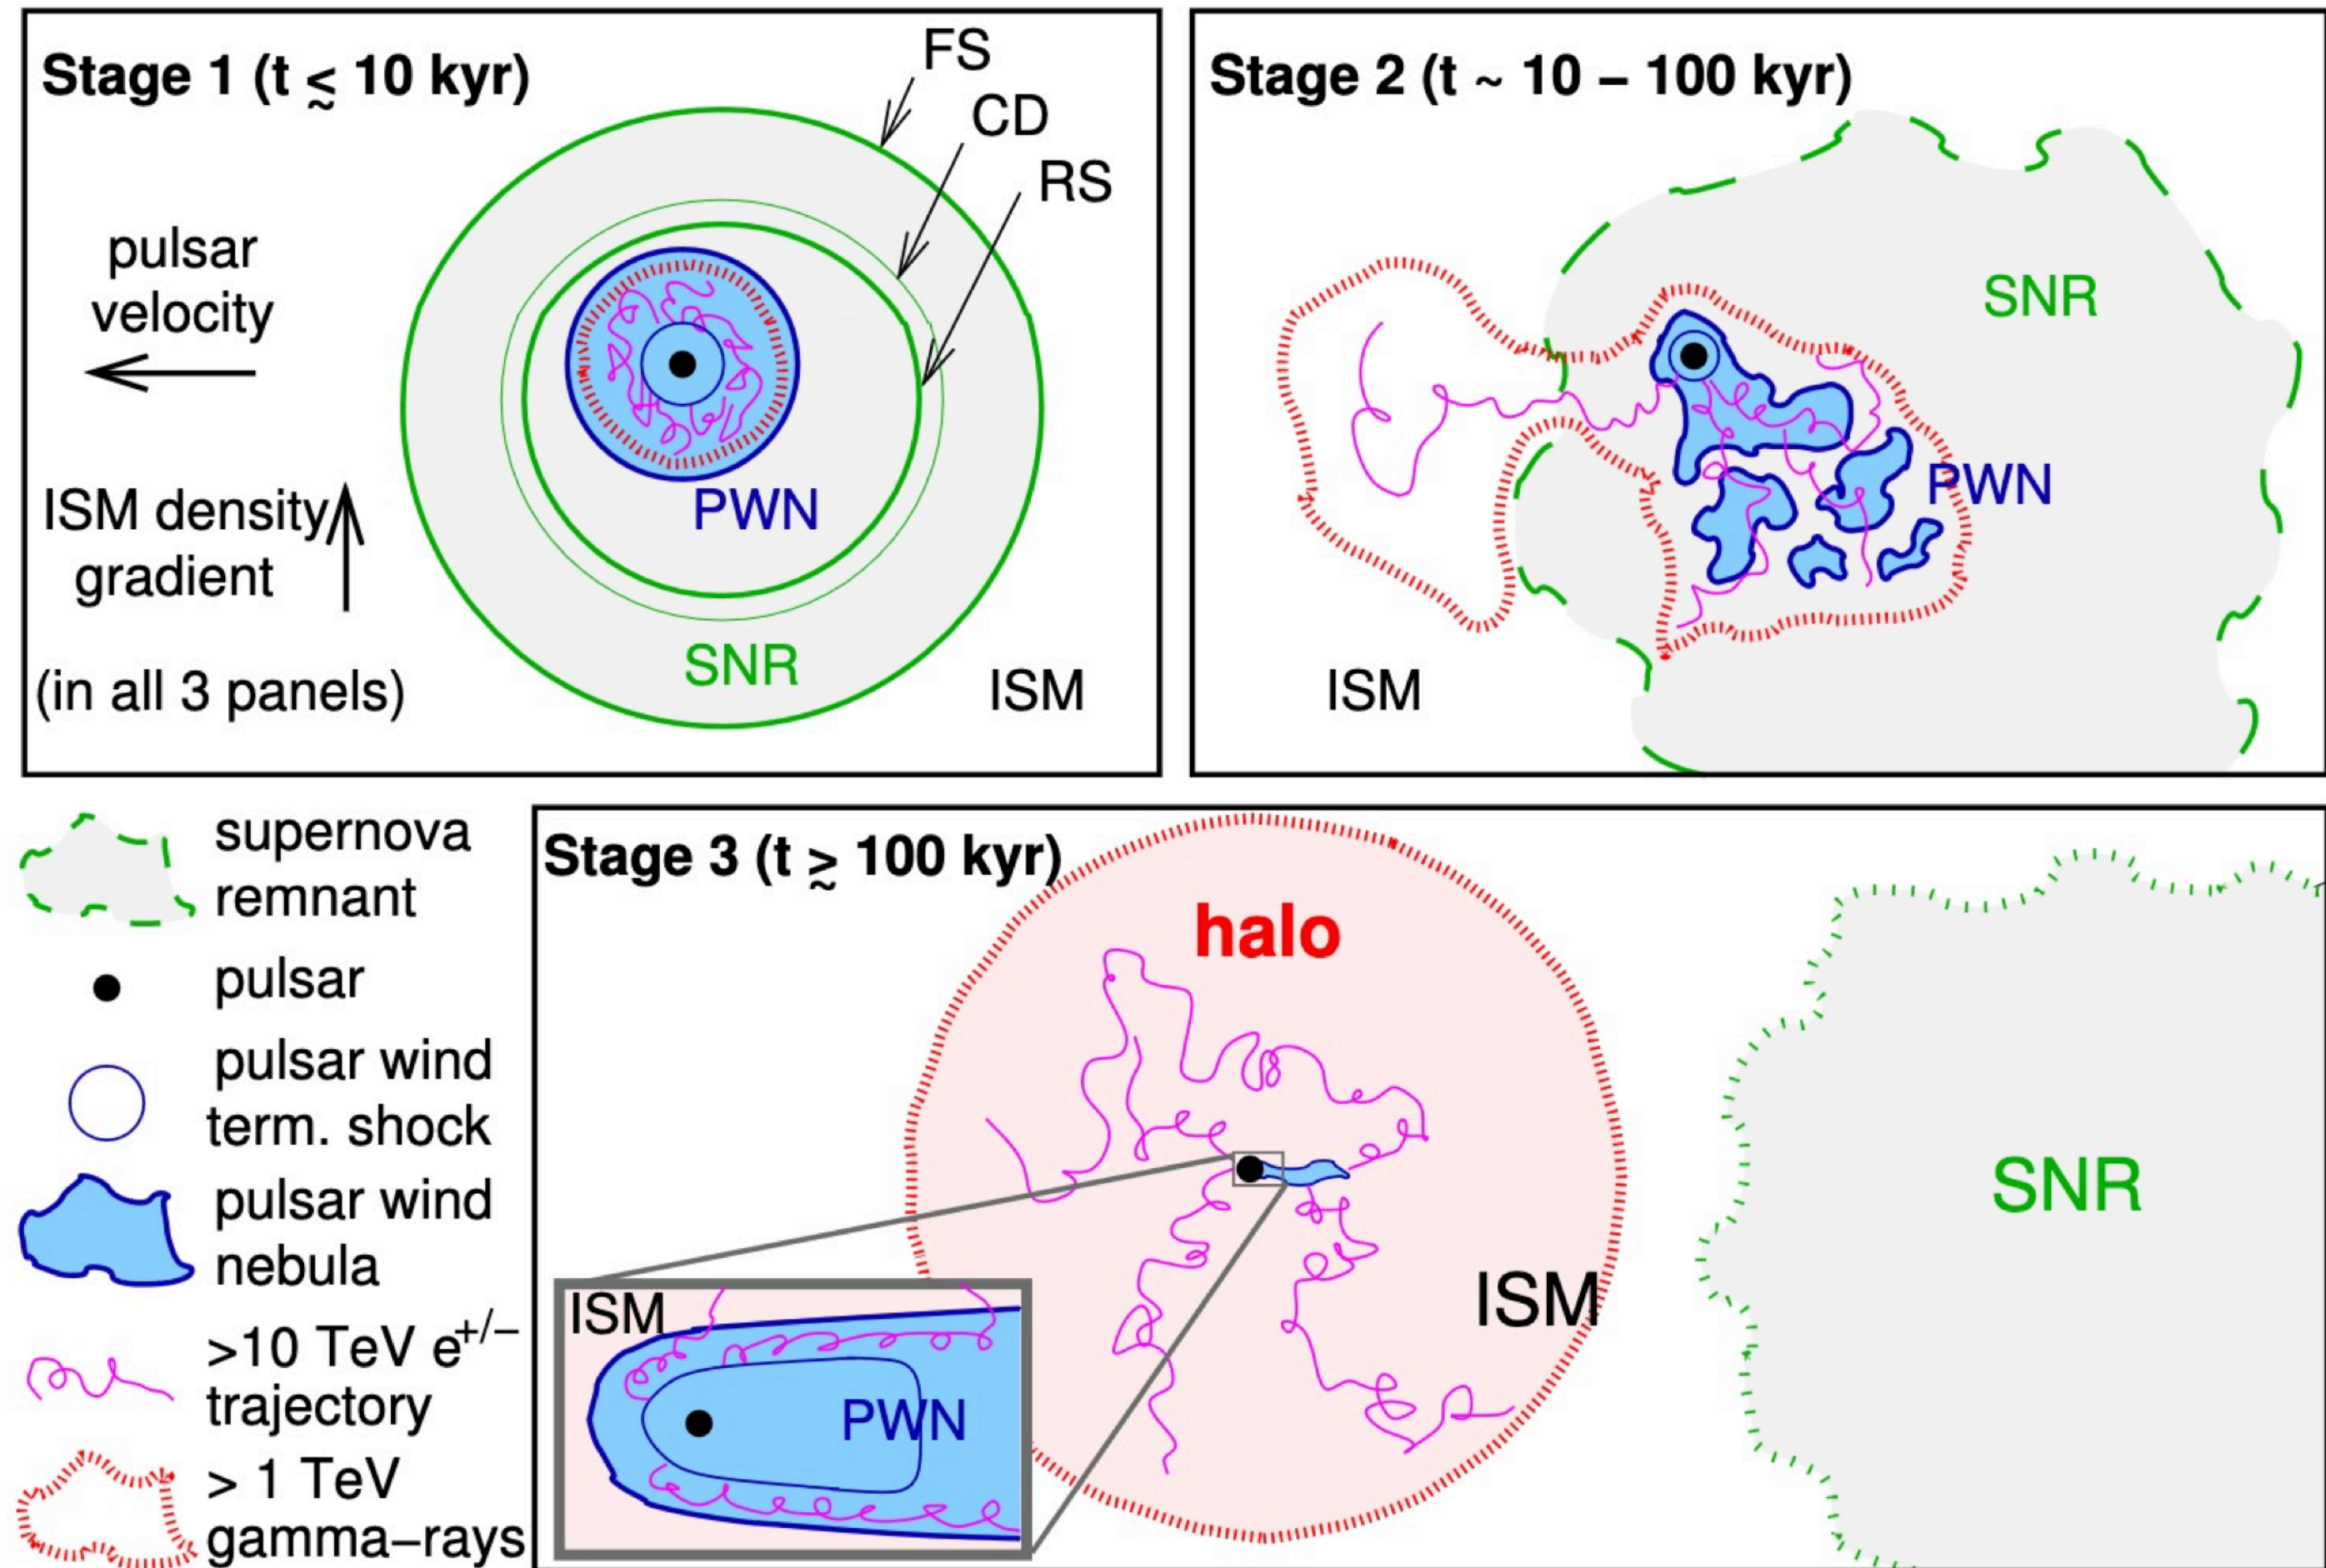 Stage 1 (t ≲ 10 kyr)
FS
CD
RS
pulsar
velocity
ISM density
gradient
(in all 3 panels)
PWN
SNR
ISM
Stage 2 (t ~ 10 – 100 kyr)
SNR
PWN
ISM
supernova
remnant
pulsar
pulsar wind
term. shock
pulsar wind
nebula
>10 TeV e+/–
trajectory
> 1 TeV
gamma–rays
Stage 3 (t ≳ 100 kyr)
halo
ISM
SNR
ISM
PWN